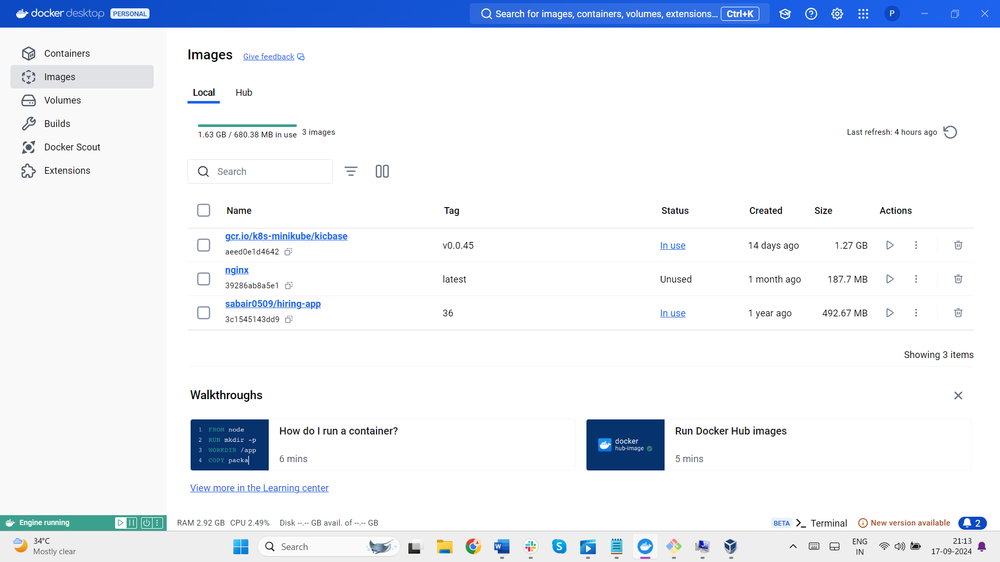 docker desktop PERSONAL
Search for images, containers, volumes, extensions... Ctrl+K
P
Containers
Images
Volumes
Builds
Docker Scout
Extensions
Images Give feedback
Local Hub
1.63 GB / 680.38 MB in use 3 images
Last refresh: 4 hours ago
Search
Name Tag Status Created Size Actions
gcr.io/k8s-minikube/kicbase
aeed0e1d4642
v0.0.45 In use 14 days ago 1.27 GB
nginx
39286ab8a5e1
latest Unused 1 month ago 187.7 MB
sabair0509/hiring-app
3c1545143dd9
36 In use 1 year ago 492.67 MB
Showing 3 items
Walkthroughs
1 FROM node
2 RUN mkdir -p
3 WORKDIR /app
4 COPY packa
How do I run a container?
6 mins
docker
hub-image
Run Docker Hub images
5 mins
View more in the Learning center
Engine running
RAM 2.92 GB CPU 2.49% Disk --.-- GB avail. of --.-- GB
BETA >_ Terminal New version available 2
34°C
Mostly clear
Search
W
S
ENG
IN
21:13
17-09-2024